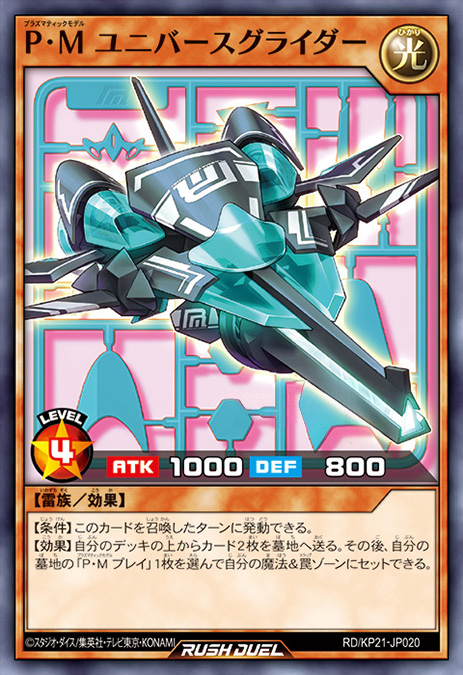 プラズマティックモデル
P・M ユニバースグライダー
ひかり
光
LEVEL
4
ATK 1000 DEF 800
【雷族／効果】
【条件】このカードを召喚したターンに発動できる。
【効果】自分のデッキの上からカード2枚を墓地へ送る。その後、自分の
墓地の「P・M プレイ」1枚を選んで自分の魔法&罠ゾーンにセットできる。
©スタジオ・ダイス/集英社・テレビ東京・KONAMI
RUSH DUEL
RD/KP21-JP020